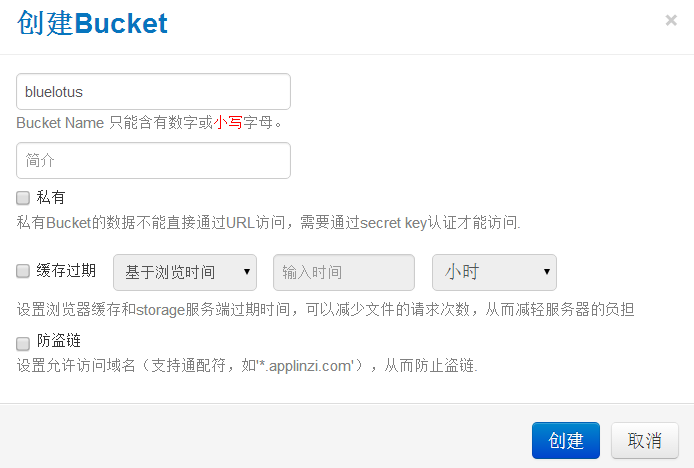 创建Bucket ×
bluelotus
Bucket Name 只能含有数字或小写字母。
简介
私有
私有Bucket的数据不能直接通过URL访问，需要通过secret key认证才能访问.
缓存过期 基于浏览时间 输入时间 小时
设置浏览器缓存和storage服务端过期时间，可以减少文件的请求次数，从而减轻服务器的负担
防盗链
设置允许访问域名（支持通配符，如'*.applinzi.com'），从而防止盗链.
创建 取消